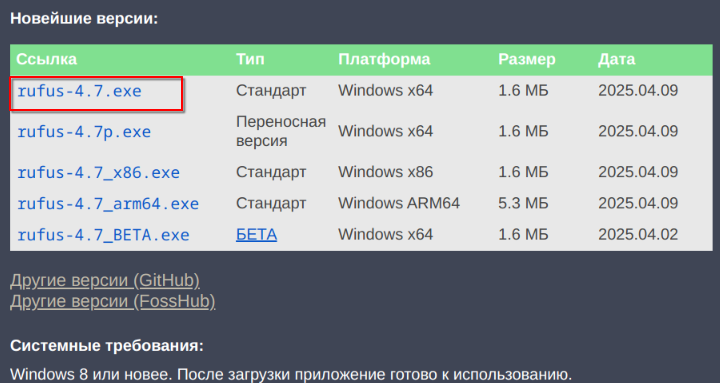 Новейшие версии:
Ссылка Тип Платформа Размер Дата
rufus-4.7.exe Стандарт Windows x64 1.6 МБ 2025.04.09
rufus-4.7p.exe Переносная версия Windows x64 1.6 МБ 2025.04.09
rufus-4.7_x86.exe Стандарт Windows x86 1.6 МБ 2025.04.09
rufus-4.7_arm64.exe Стандарт Windows ARM64 5.3 МБ 2025.04.09
rufus-4.7_BETA.exe БЕТА Windows x64 1.6 МБ 2025.04.02
Другие версии (GitHub)
Другие версии (FossHub)
Системные требования:
Windows 8 или новее. После загрузки приложение готово к использованию.